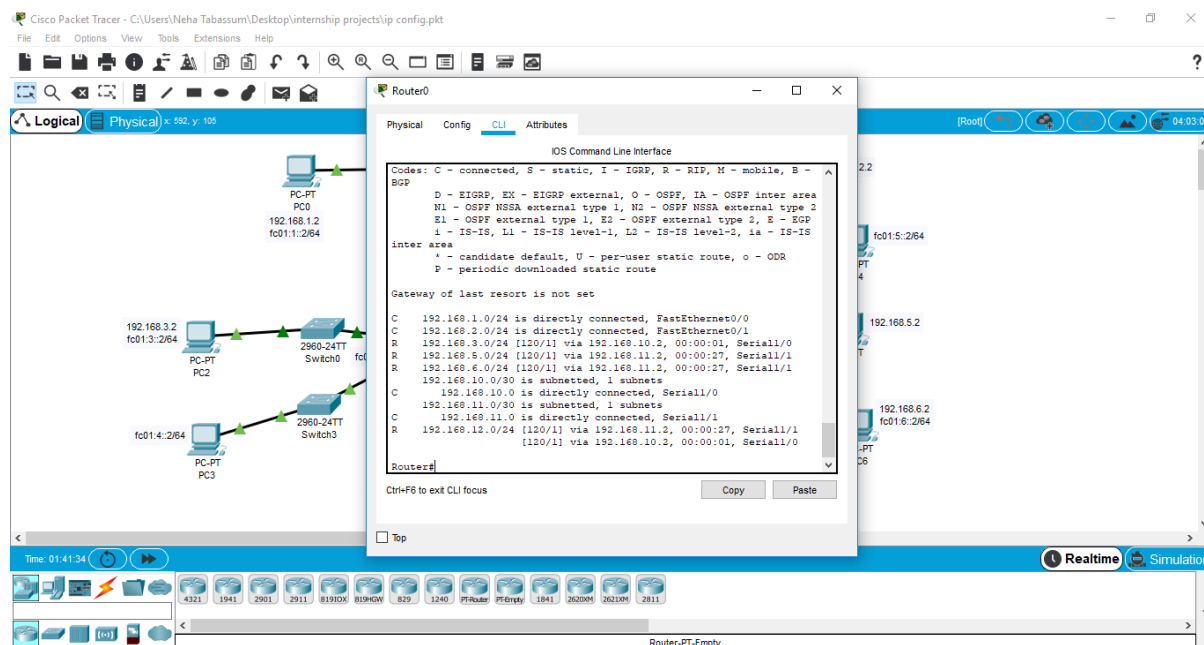 Cisco Packet Tracer - C:\Users\Neha Tabassum\Desktop\internship projects\ip config.pkt
File Edit Options View Tools Extensions Help
?
Logical Physical x: 592, y: 105
[Root] 04:03:0
Router0
Physical Config CLI Attributes
IOS Command Line Interface
Codes: C - connected, S - static, I - IGRP, R - RIP, M - mobile, B -
BGP
D - EIGRP, EX - EIGRP external, O - OSPF, IA - OSPF inter area
N1 - OSPF NSSA external type 1, N2 - OSPF NSSA external type 2
E1 - OSPF external type 1, E2 - OSPF external type 2, E - EGP
i - IS-IS, L1 - IS-IS level-1, L2 - IS-IS level-2, ia - IS-IS
inter area
* - candidate default, U - per-user static route, o - ODR
P - periodic downloaded static route
Gateway of last resort is not set
C 192.168.1.0/24 is directly connected, FastEthernet0/0
C 192.168.2.0/24 is directly connected, FastEthernet0/1
R 192.168.3.0/24 [120/1] via 192.168.10.2, 00:00:01, Serial1/0
R 192.168.5.0/24 [120/1] via 192.168.11.2, 00:00:27, Serial1/1
R 192.168.6.0/24 [120/1] via 192.168.11.2, 00:00:27, Serial1/1
192.168.10.0/30 is subnetted, 1 subnets
C 192.168.10.0 is directly connected, Serial1/0
192.168.11.0/30 is subnetted, 1 subnets
C 192.168.11.0 is directly connected, Serial1/1
R 192.168.12.0/24 [120/1] via 192.168.11.2, 00:00:27, Serial1/1
[120/1] via 192.168.10.2, 00:00:01, Serial1/0
Router#
Ctrl+F6 to exit CLI focus
Copy Paste
Top
PC-PT
PC0
192.168.1.2
fc01:1::2/64
192.168.3.2
fc01:3::2/64
PC-PT
PC2
2960-24TT
Switch0
fc0
2960-24TT
Switch3
fc01:4::2/64
PC-PT
PC3
2.2
fc01:5::2/64
PT
4
192.168.5.2
T
192.168.6.2
fc01:6::2/64
-PT
C6
Time: 01:41:34
Realtime Simulation
4321 1941 2901 2911 819IOX 819HGW 829 1240 PT-Router PT-Empty 1841 2620XM 2621XM 2811
Router-PT-Empty